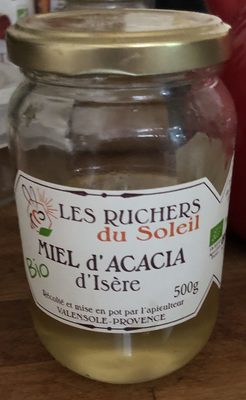 LES RUCHERS
du Soleil
MIEL d'ACACIA
d'Isère
Bio
500g
Récolté et mise en pot par l'apiculteur
VALENSOLE-PROVENCE